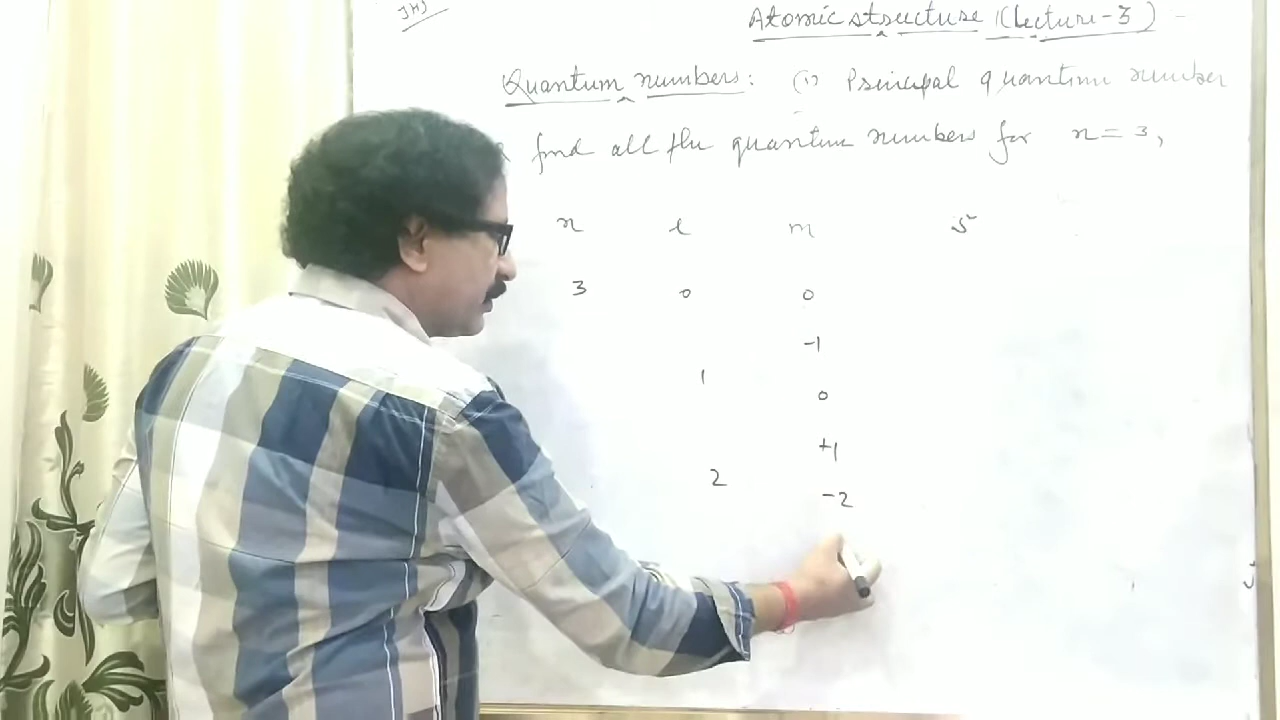 Atomic structure (Lecture-3)
Quantum numbers: (i) Principal quantum number
find all the quantum numbers for n = 3,
n l m s
3 0 0
-1
1
0
+1
2
-2